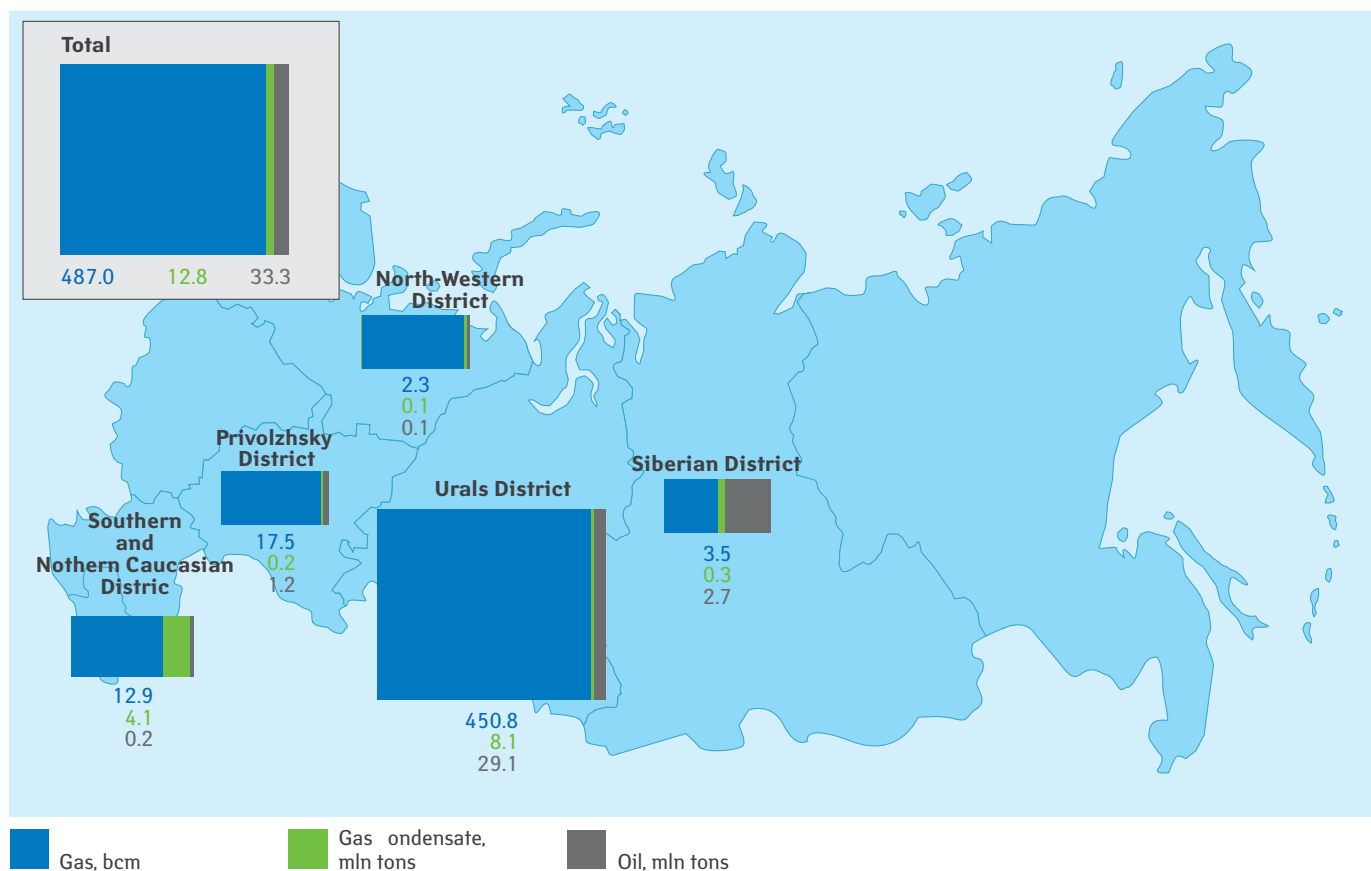 Total
487.0 12.8 33.3
North-Western
District
2.3
0.1
0.1
Privolzhsky
District
17.5
0.2
1.2
Southern
and
Nothern Caucasian
Distric
12.9
4.1
0.2
Urals District
450.8
8.1
29.1
Siberian District
3.5
0.3
2.7
Gas, bcm
Gas ondensate,
mln tons
Oil, mln tons